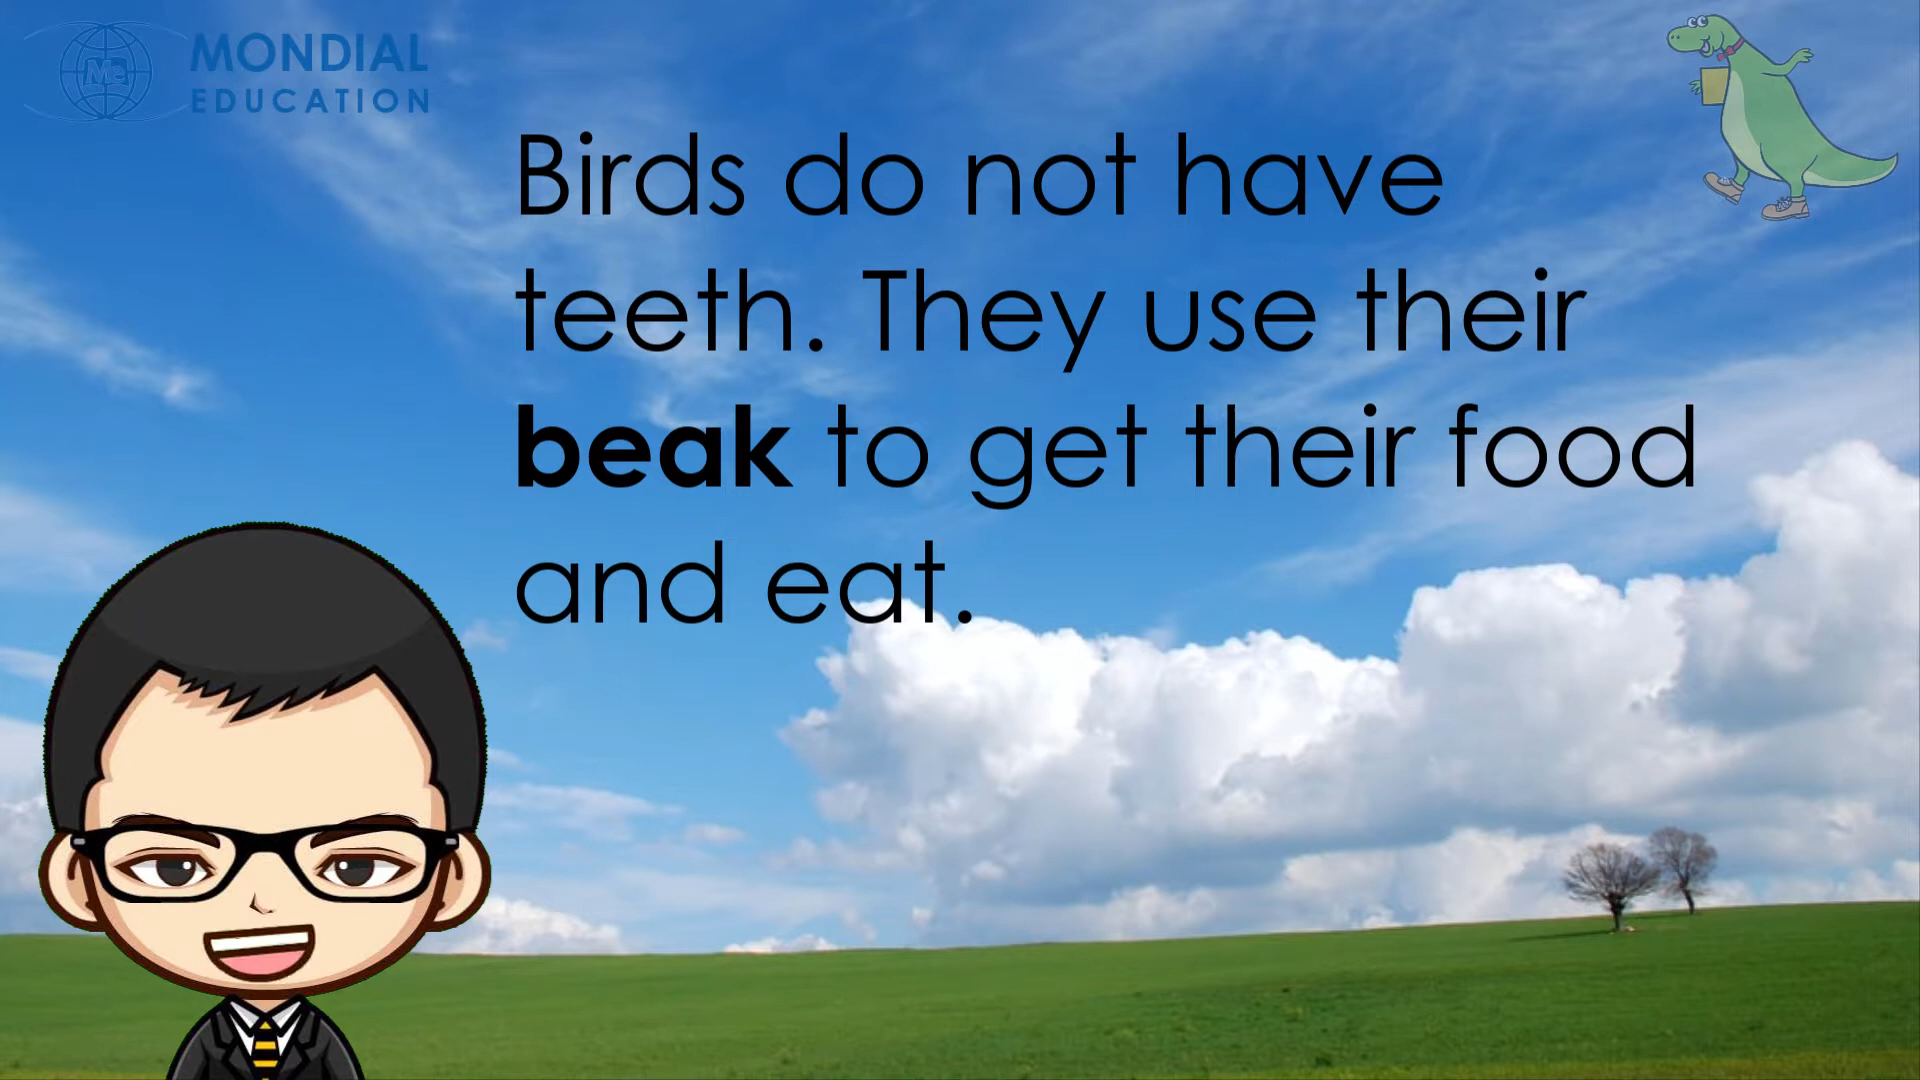 MONDIAL
EDUCATION
Birds do not have
teeth. They use their
beak to get their food
and eat.